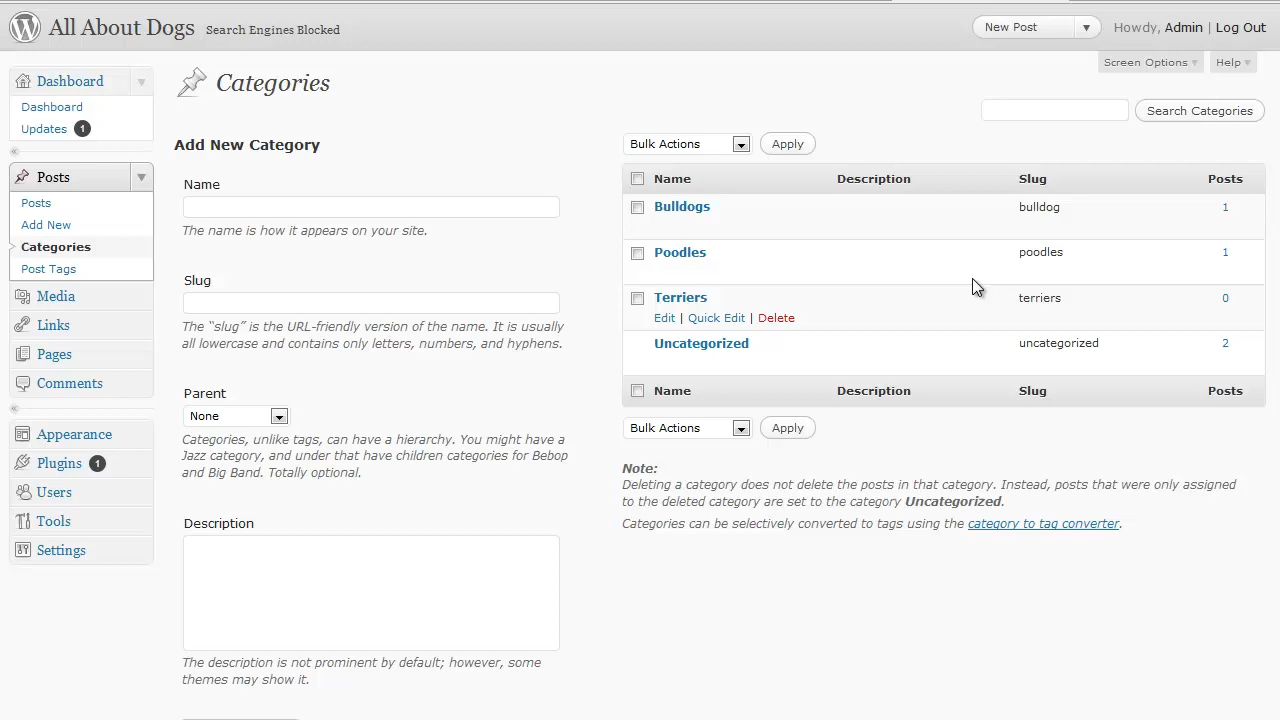 All About Dogs Search Engines Blocked New Post Howdy, Admin | Log Out
Screen Options Help
Dashboard
Dashboard
Updates 1
Posts
Posts
Add New
Categories
Post Tags
Media
Links
Pages
Comments
Appearance
Plugins 1
Users
Tools
Settings
Categories
Search Categories
Add New Category
Name
The name is how it appears on your site.
Slug
The “slug” is the URL-friendly version of the name. It is usually
all lowercase and contains only letters, numbers, and hyphens.
Parent
None
Categories, unlike tags, can have a hierarchy. You might have a
Jazz category, and under that have children categories for Bebop
and Big Band. Totally optional.
Description
The description is not prominent by default; however, some
themes may show it.
Bulk Actions Apply
Name Description Slug Posts
Bulldogs bulldog 1
Poodles poodles 1
Terriers terriers 0
Edit | Quick Edit | Delete
Uncategorized uncategorized 2
Name Description Slug Posts
Bulk Actions Apply
Note:
Deleting a category does not delete the posts in that category. Instead, posts that were only assigned
to the deleted category are set to the category Uncategorized.
Categories can be selectively converted to tags using the category to tag converter.